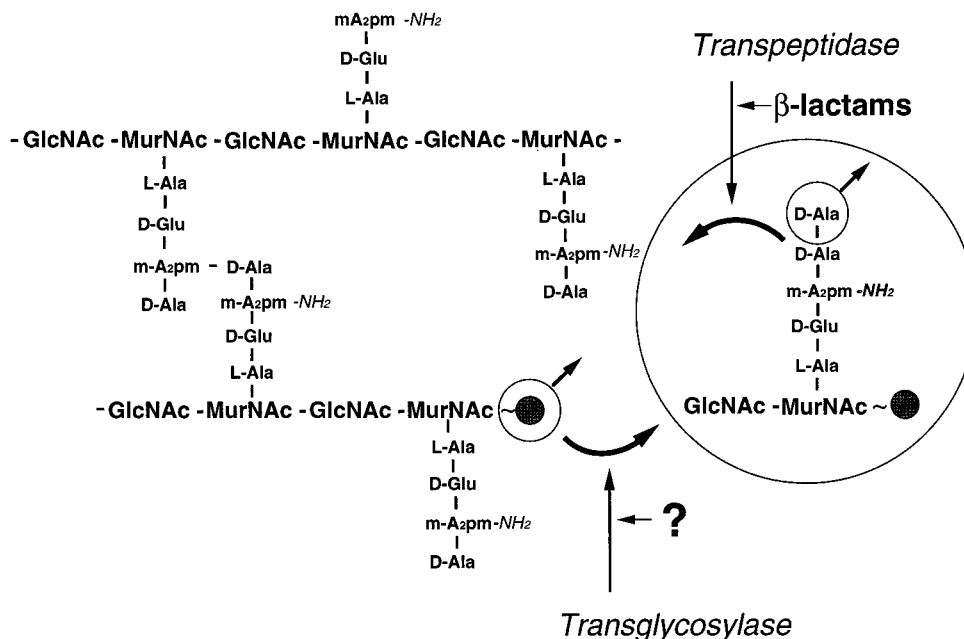 mA₂pm -NH₂
D-Glu
L-Ala
Transpeptidase
β-lactams
-GlcNAc -MurNAc -GlcNAc -MurNAc -GlcNAc -MurNAc -
L-Ala
D-Glu
m-A₂pm - D-Ala
D-Ala
m-A₂pm -NH₂
D-Glu
L-Ala
L-Ala
D-Glu
m-A₂pm-NH₂
D-Ala
D-Ala
D-Ala
m-A₂pm-NH₂
D-Glu
L-Ala
GlcNAc -MurNAc ~
-GlcNAc -MurNAc -GlcNAc -MurNAc ~
L-Ala
D-Glu
m-A₂pm-NH₂
D-Ala
?
Transglycosylase